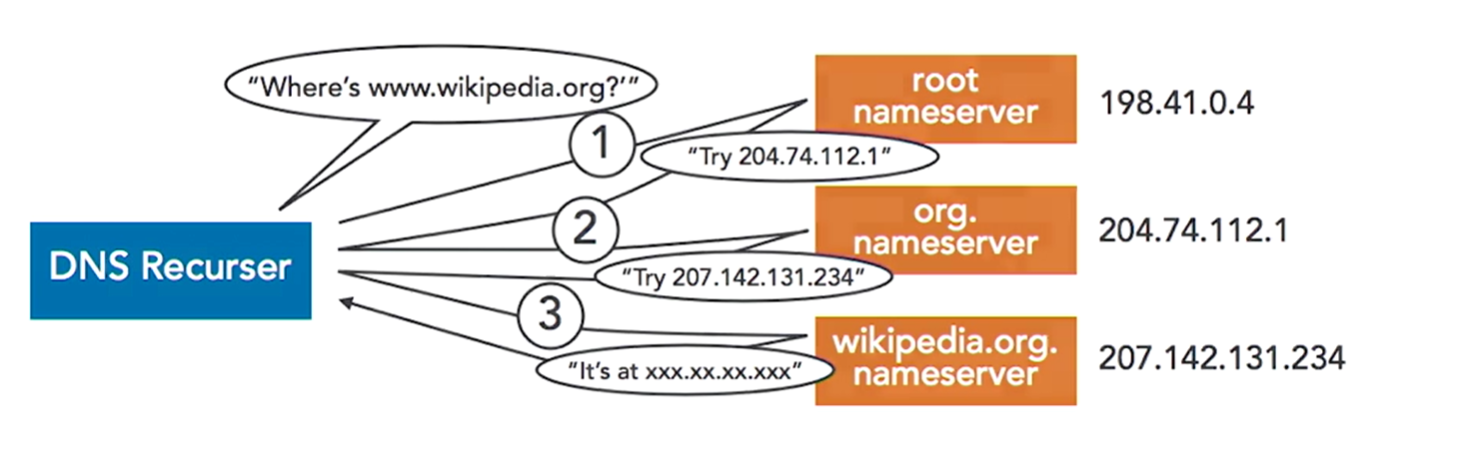 “Where’s www.wikipedia.org?’”
1
root
nameserver
198.41.0.4
“Try 204.74.112.1”
2
org.
nameserver
204.74.112.1
DNS Recurser
“Try 207.142.131.234”
3
wikipedia.org.
nameserver
207.142.131.234
“It’s at xxx.xx.xx.xxx”